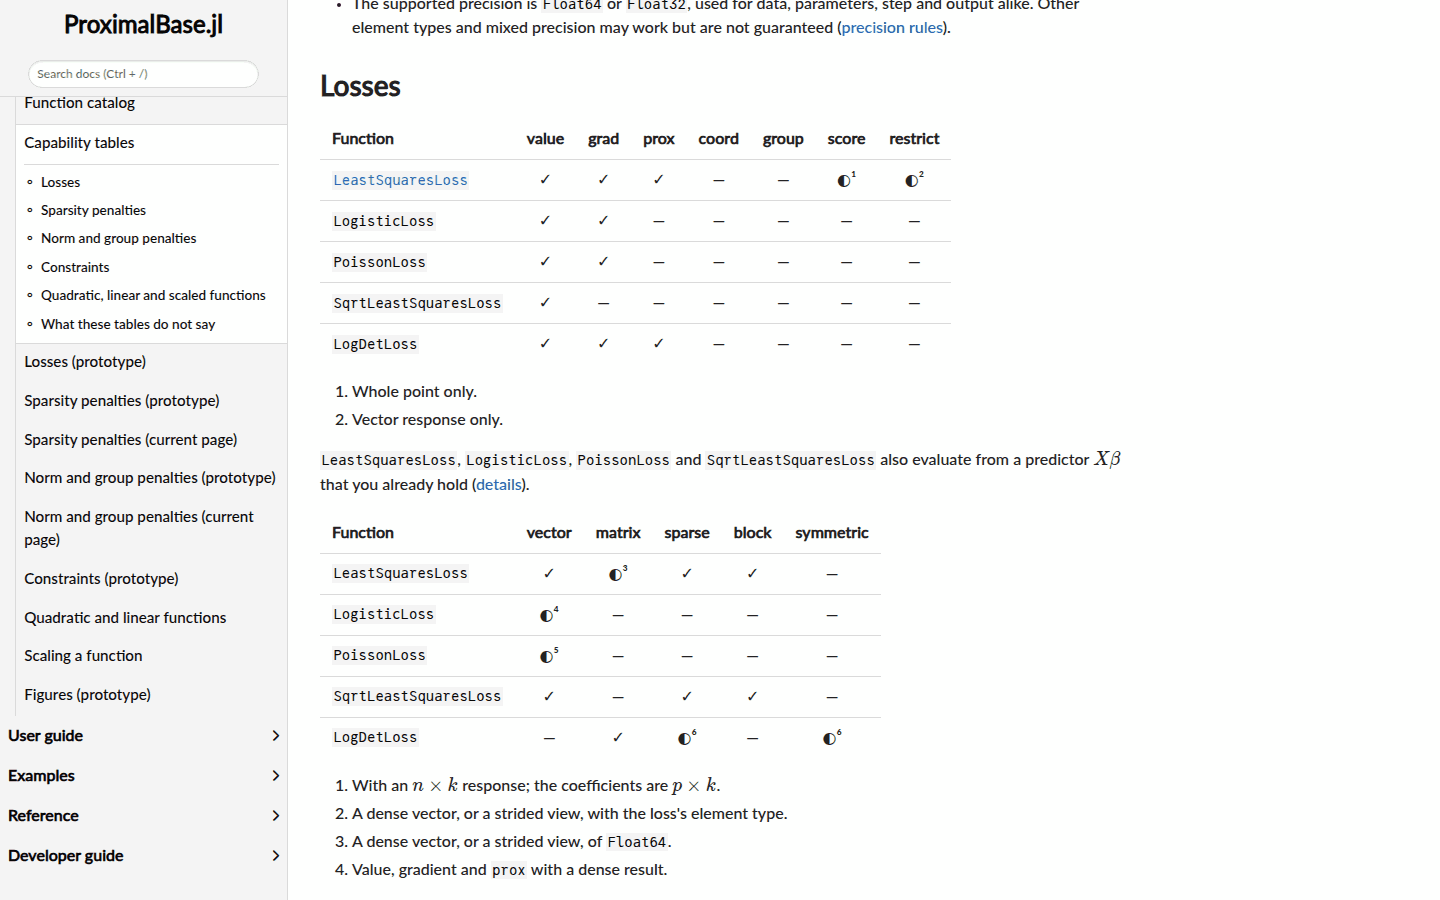 ProximalBase.jl
Search docs (Ctrl + /)
Function catalog
Capability tables
Losses
Sparsity penalties
Norm and group penalties
Constraints
Quadratic, linear and scaled functions
What these tables do not say
Losses (prototype)
Sparsity penalties (prototype)
Sparsity penalties (current page)
Norm and group penalties (prototype)
Norm and group penalties (current
page)
Constraints (prototype)
Quadratic and linear functions
Scaling a function
Figures (prototype)
User guide
Examples
Reference
Developer guide
• The supported precision is Float64 or Float32, used for data, parameters, step and output alike. Other
element types and mixed precision may work but are not guaranteed (precision rules).
Losses
Function value grad prox coord group score restrict
LeastSquaresLoss ✓ ✓ ✓ — — ◐¹ ◐²
LogisticLoss ✓ ✓ — — — — —
PoissonLoss ✓ ✓ — — — — —
SqrtLeastSquaresLoss ✓ — — — — — —
LogDetLoss ✓ ✓ ✓ — — — —
1. Whole point only.
2. Vector response only.
LeastSquaresLoss, LogisticLoss, PoissonLoss and SqrtLeastSquaresLoss also evaluate from a predictor Xβ
that you already hold (details).
Function vector matrix sparse block symmetric
LeastSquaresLoss ✓ ◐³ ✓ ✓ —
LogisticLoss ◐⁴ — — — —
PoissonLoss ◐⁵ — — — —
SqrtLeastSquaresLoss ✓ — ✓ ✓ —
LogDetLoss — ✓ ◐⁶ — ◐⁶
1. With an n × k response; the coefficients are p × k.
2. A dense vector, or a strided view, with the loss's element type.
3. A dense vector, or a strided view, of Float64.
4. Value, gradient and prox with a dense result.